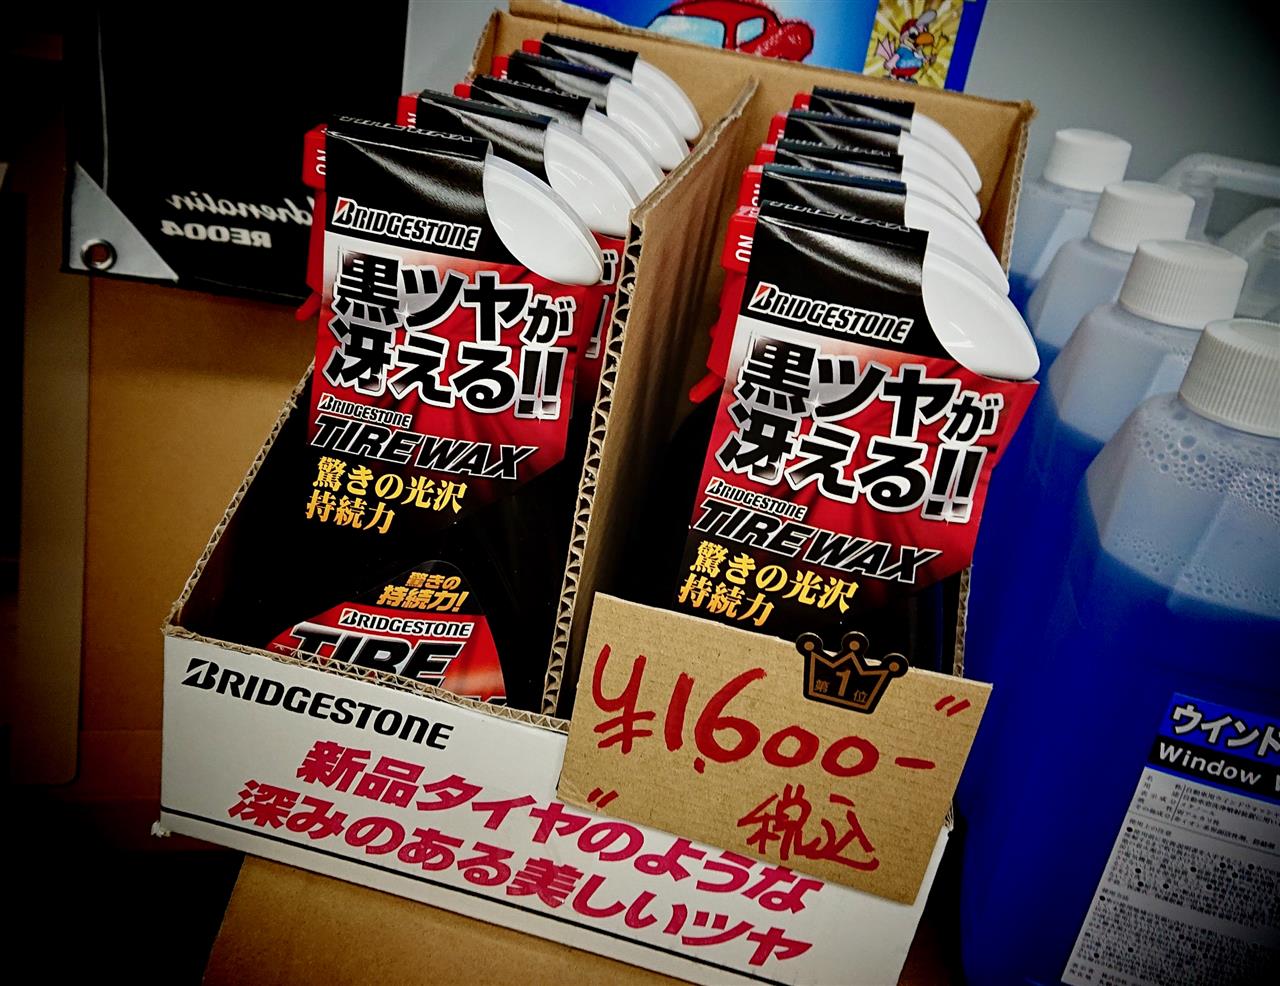 drenalin
RE004
NO
BRIDGESTONE
黒ツヤが
冴える!!
BRIDGESTONE
TIRE WAX
驚きの光沢
持続力
驚きの
持続力!
BRIDGESTONE
TIRE
NO
BRIDGESTONE
黒ツヤが
冴える!!
BRIDGESTONE
TIRE WAX
驚きの光沢
持続力
第1位
"¥1,600-"
税込
BRIDGESTONE
新品タイヤのような
深みのある美しいツヤ
ウインド
Window